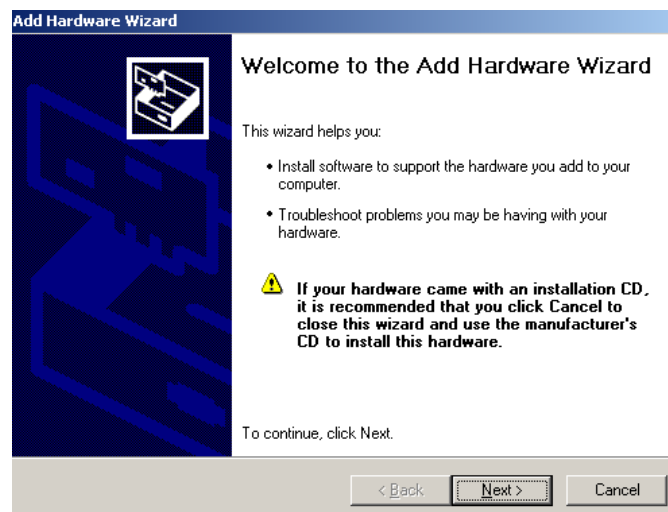 Add Hardware Wizard
Welcome to the Add Hardware Wizard
This wizard helps you:
• Install software to support the hardware you add to your
computer.
• Troubleshoot problems you may be having with your
hardware.
If your hardware came with an installation CD,
it is recommended that you click Cancel to
close this wizard and use the manufacturer's
CD to install this hardware.
To continue, click Next.
< Back Next > Cancel